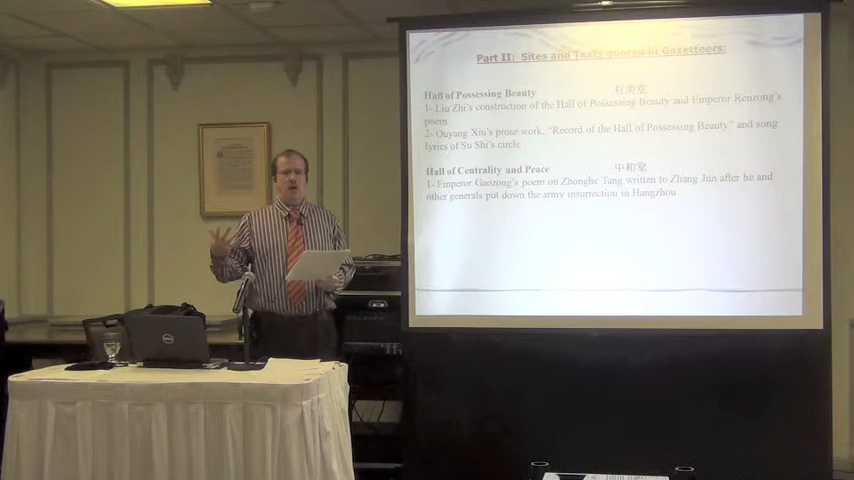 Part II: Sites and Texts quoted in Gazetteers
Hall of Possessing Beauty 有美堂
1- Liu Zhi's construction of the Hall of Possessing Beauty and Emperor Renzong's
poem
2- Ouyang Xiu's prose work, "Record of the Hall of Possessing Beauty" and song
lyrics of Su Shi's circle
Hall of Centrality and Peace 中和堂
1- Emperor Gaozong's poem on Zhonghe Tang written to Zhang Jun after he and
other generals put down the army insurrection in Hangzhou
DELL